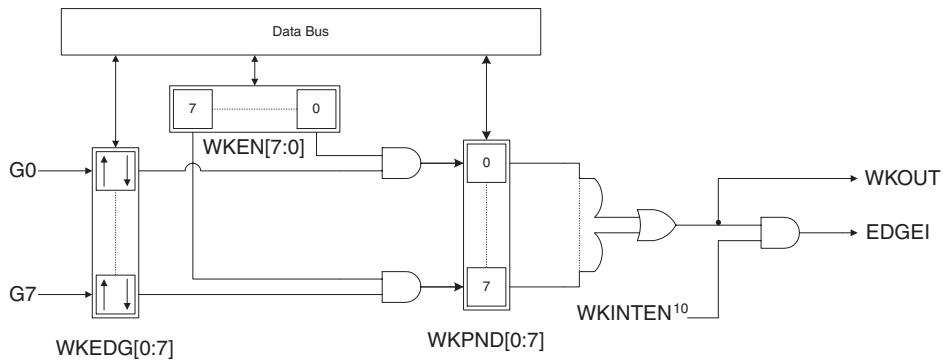 Data Bus
7 0
WKEN[7:0]
G0
0
WKOUT
EDGEI
G7
7
WKINTEN¹⁰
WKEDG[0:7]
WKPND[0:7]